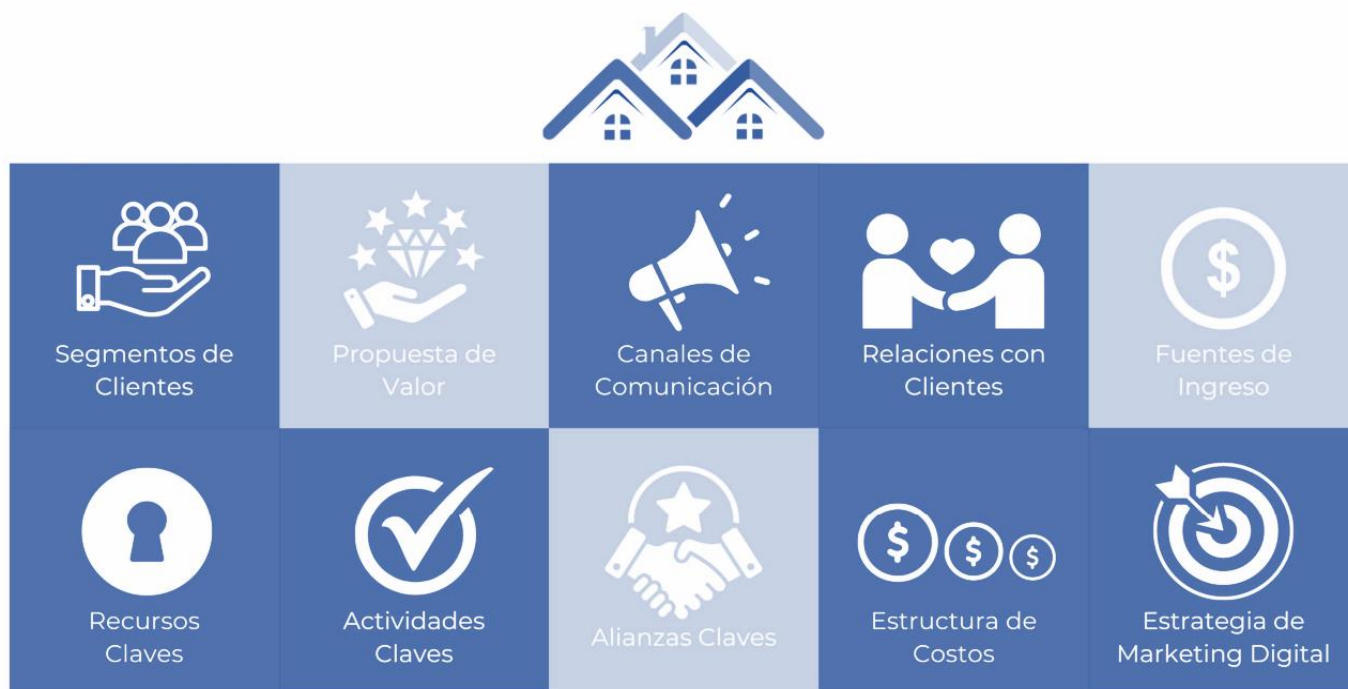 Segmentos de
Clientes
Propuesta de
Valor
Canales de
Comunicación
Relaciones con
Clientes
$
Fuentes de
Ingreso
Recursos
Claves
Actividades
Claves
Alianzas Claves
$ $ $
Estructura de
Costos
Estrategia de
Marketing Digital